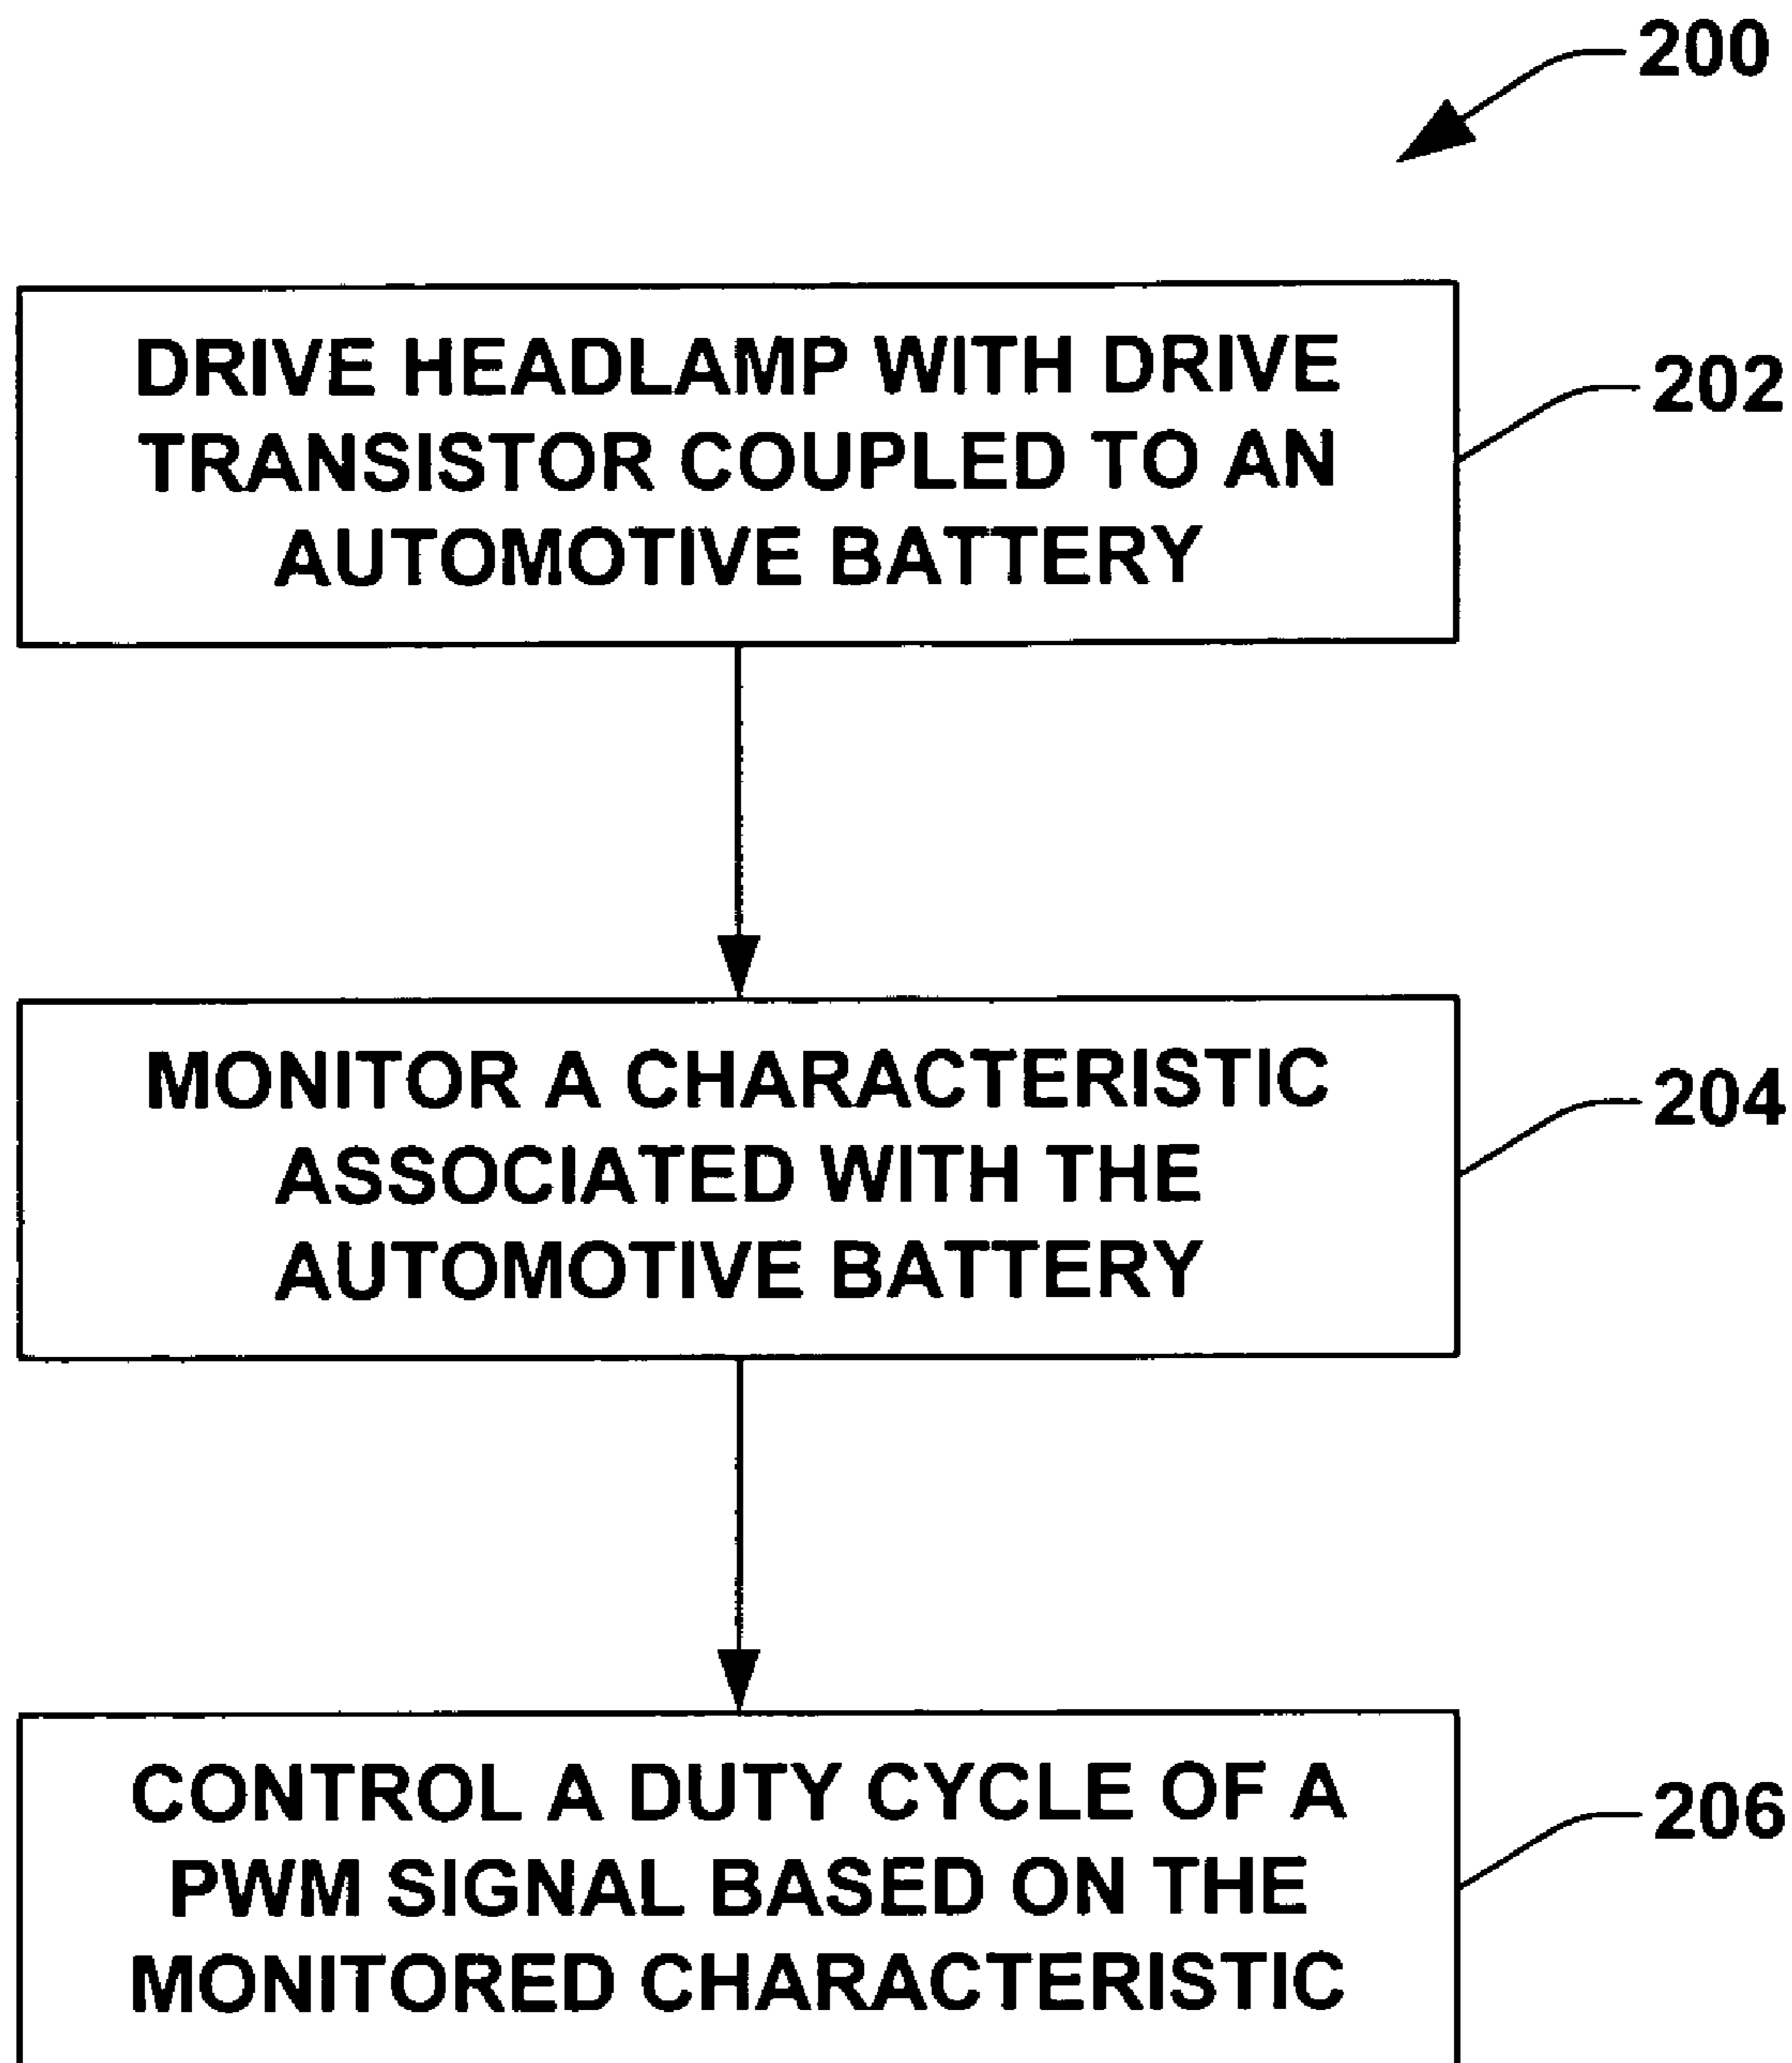 200
DRIVE HEADLAMP WITH DRIVE
TRANSISTOR COUPLED TO AN
AUTOMOTIVE BATTERY
202
MONITOR A CHARACTERISTIC
ASSOCIATED WITH THE
AUTOMOTIVE BATTERY
204
CONTROL A DUTY CYCLE OF A
PWM SIGNAL BASED ON THE
MONITORED CHARACTERISTIC
206